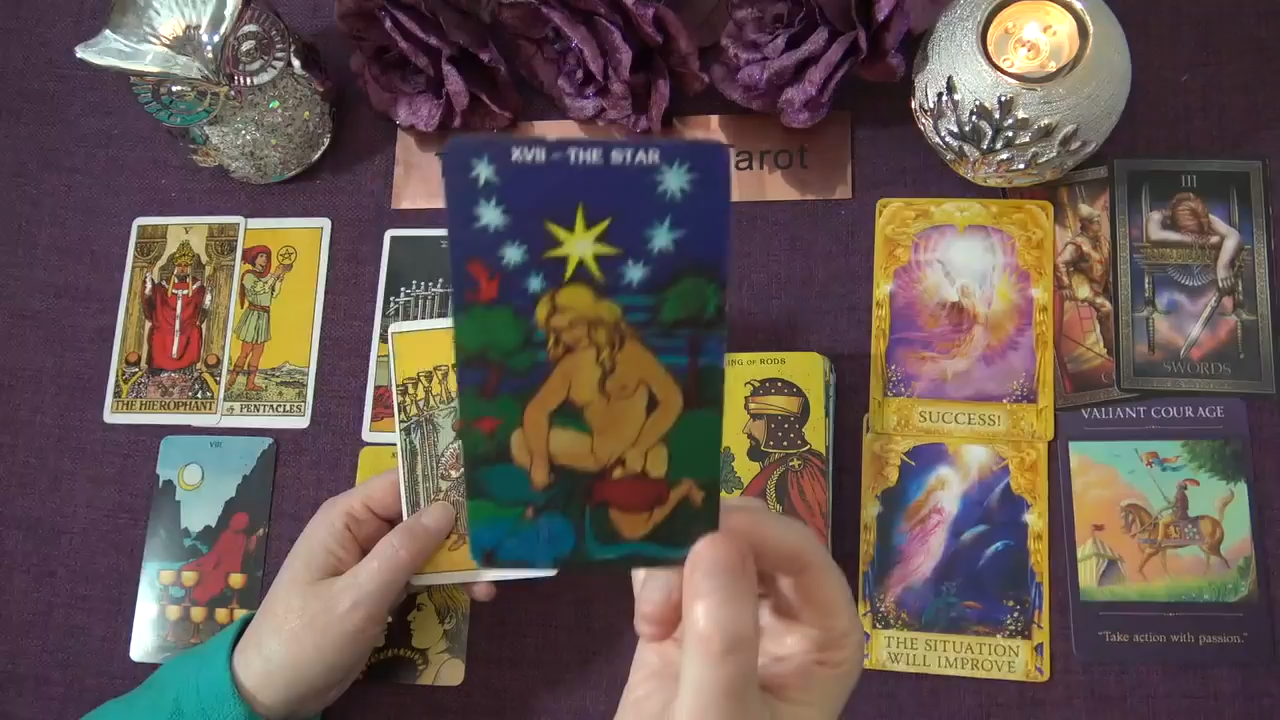 XVII - THE STAR
Tarot
V
THE HIEROPHANT
PENTACLES.
VIII
ING OF RODS
SUCCESS!
III
SWORDS
THE SITUATION
WILL IMPROVE
VALIANT COURAGE
"Take action with passion."